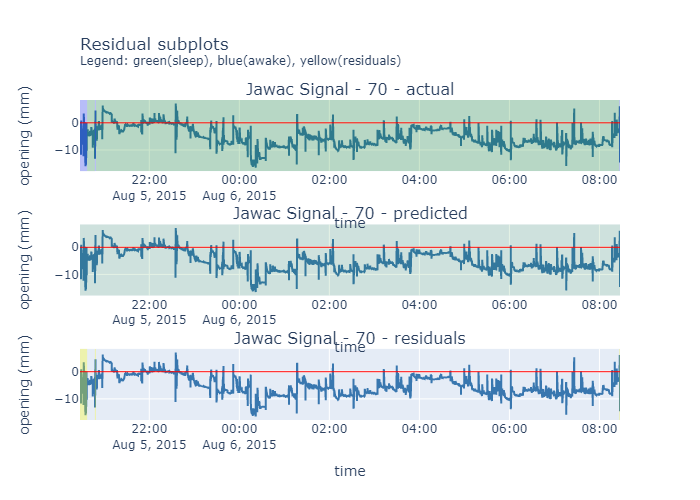 Residual subplots
Legend: green(sleep), blue(awake), yellow(residuals)
Jawac Signal - 70 - actual
opening (mm)
0
−10
22:00 00:00 02:00 04:00 06:00 08:00
Aug 5, 2015 Aug 6, 2015
time
Jawac Signal - 70 - predicted
opening (mm)
0
−10
22:00 00:00 02:00 04:00 06:00 08:00
Aug 5, 2015 Aug 6, 2015
time
Jawac Signal - 70 - residuals
opening (mm)
0
−10
22:00 00:00 02:00 04:00 06:00 08:00
Aug 5, 2015 Aug 6, 2015
time